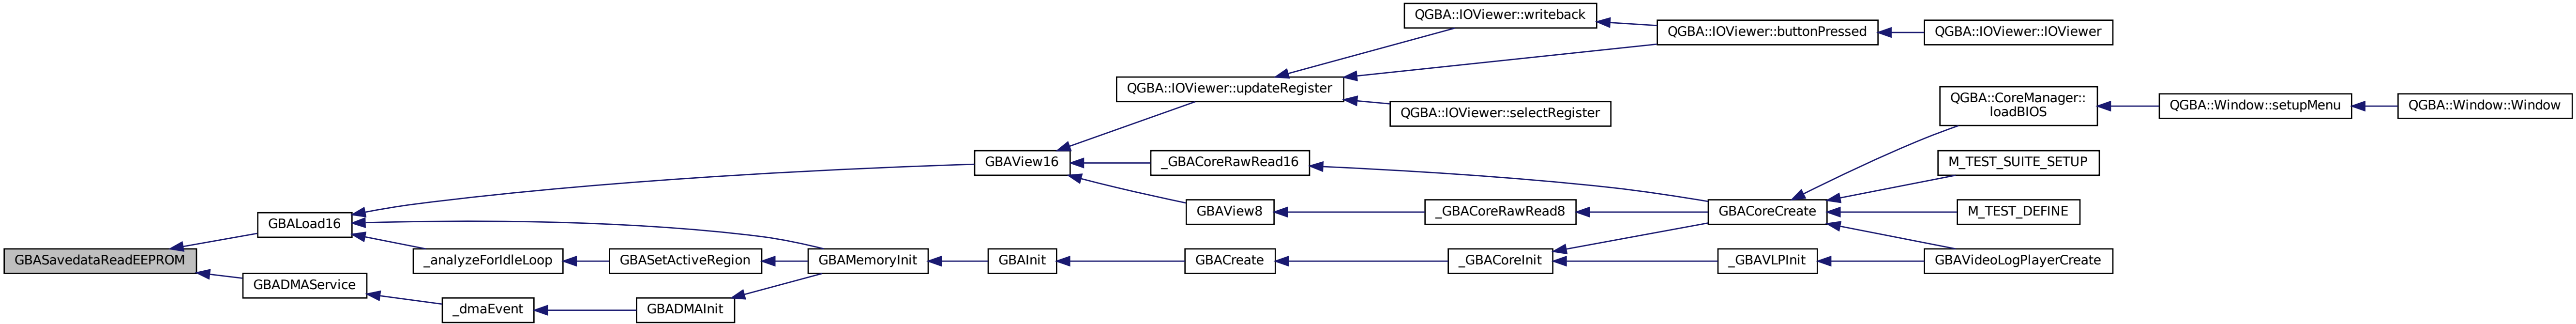 QGBA::IOViewer::writeback
QGBA::IOViewer::buttonPressed
QGBA::IOViewer::IOViewer
QGBA::IOViewer::updateRegister
QGBA::IOViewer::selectRegister
QGBA::CoreManager::
loadBIOS
QGBA::Window::setupMenu
QGBA::Window::Window
GBAView16
_GBACoreRawRead16
M_TEST_SUITE_SETUP
GBALoad16
GBAView8
_GBACoreRawRead8
GBACoreCreate
M_TEST_DEFINE
GBASavedataReadEEPROM
_analyzeForIdleLoop
GBASetActiveRegion
GBAMemoryInit
GBAInit
GBACreate
_GBACoreInit
_GBAVLPInit
GBAVideoLogPlayerCreate
GBADMAService
_dmaEvent
GBADMAInit